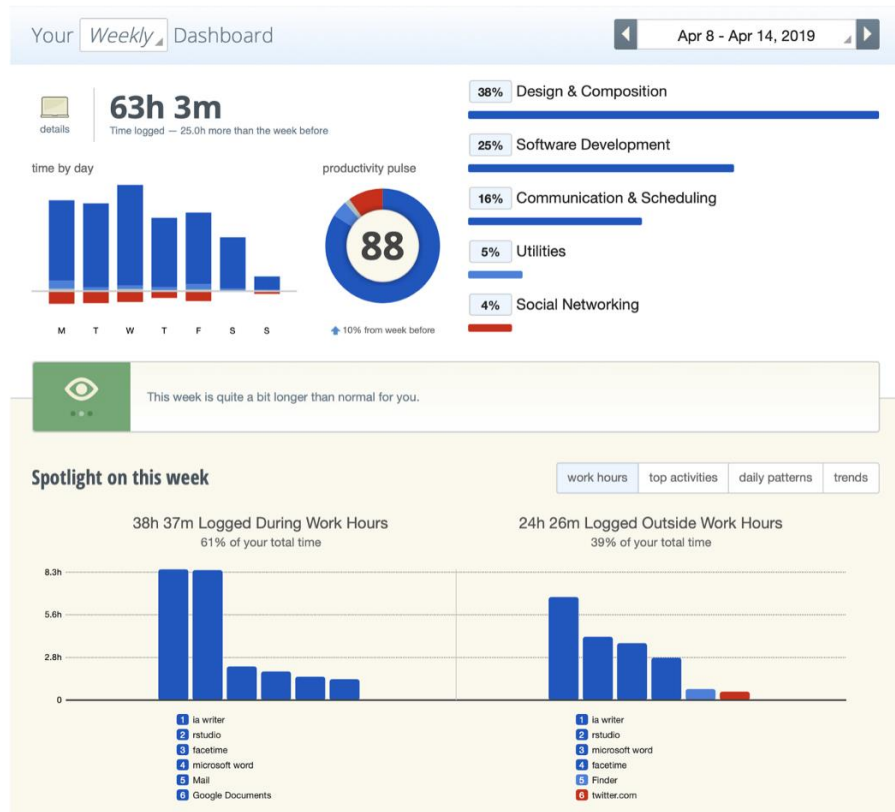 Your Weekly Dashboard
Apr 8 - Apr 14, 2019
details
63h 3m
Time logged — 25.0h more than the week before
time by day
M T W T F S S
productivity pulse
88
10% from week before
38% Design & Composition
25% Software Development
16% Communication & Scheduling
5% Utilities
4% Social Networking
This week is quite a bit longer than normal for you.
Spotlight on this week
work hours top activities daily patterns trends
38h 37m Logged During Work Hours
61% of your total time
8.3h
5.6h
2.8h
0
1 ia writer
2 rstudio
3 facetime
4 microsoft word
5 Mail
6 Google Documents
24h 26m Logged Outside Work Hours
39% of your total time
1 ia writer
2 rstudio
3 microsoft word
4 facetime
5 Finder
6 twitter.com